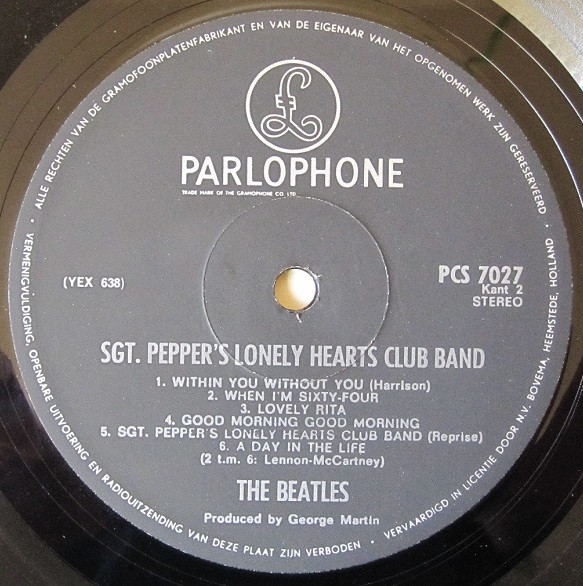 ALLE RECHTEN VAN DE GRAMOFOONPLATENFABRIKANT EN VAN DE EIGENAAR VAN HET OPGENOMEN WERK ZIJN GERESERVEERD
£
PARLOPHONE
TRADE MARK OF THE GRAMOPHONE CO. LTD
(YEX 638)
PCS 7027
Kant 2
STEREO
SGT. PEPPER'S LONELY HEARTS CLUB BAND
1. WITHIN YOU WITHOUT YOU (Harrison)
2. WHEN I'M SIXTY-FOUR
3. LOVELY RITA
4. GOOD MORNING GOOD MORNING
5. SGT. PEPPER'S LONELY HEARTS CLUB BAND (Reprise)
6. A DAY IN THE LIFE
(2 t.m. 6: Lennon-McCartney)
THE BEATLES
Produced by George Martin
· VERMENIGVULDIGING, OPENBARE UITVOERING EN RADIOUITZENDING VAN DEZE PLAAT ZIJN VERBODEN · VERVAARDIGD IN LICENTIE DOOR N.V. BOVEMA, HEEMSTEDE, HOLLAND ·